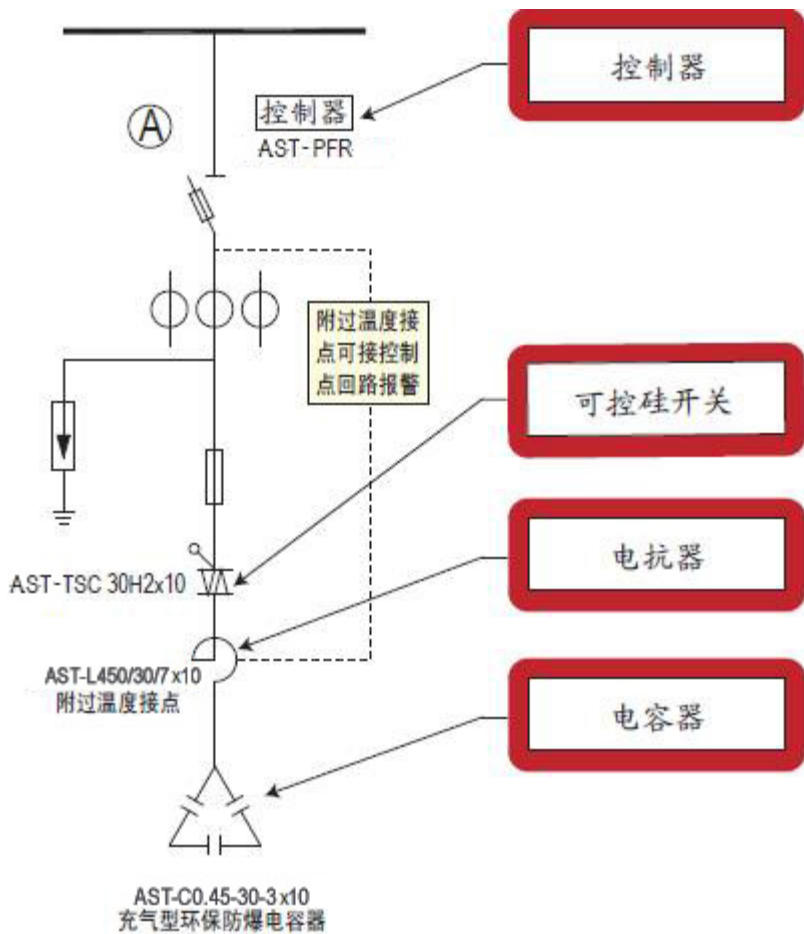 控制器
Ⓐ
控制器
AST-PFR
附过温度接
点可接控制
点回路报警
可控硅开关
AST-TSC 30H2x10
电抗器
AST-L450/30/7x10
附过温度接点
电容器
AST-C0.45-30-3x10
充气型环保防爆电容器